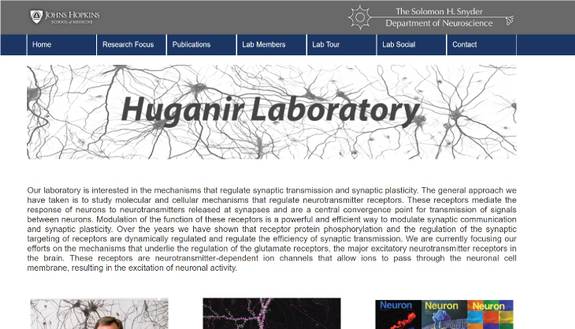 JOHNS HOPKINS
SCHOOL of MEDICINE
The Solomon H. Snyder
Department of Neuroscience
Home
Research Focus
Publications
Lab Members
Lab Tour
Lab Social
Contact
Huganir Laboratory
Our laboratory is interested in the mechanisms that regulate synaptic transmission and synaptic plasticity. The general approach we
have taken is to study molecular and cellular mechanisms that regulate neurotransmitter receptors. These receptors mediate the
response of neurons to neurotransmitters released at synapses and are a central convergence point for transmission of signals
between neurons. Modulation of the function of these receptors is a powerful and efficient way to modulate synaptic communication
and synaptic plasticity. Over the years we have shown that receptor protein phosphorylation and the regulation of the synaptic
targeting of receptors are dynamically regulated and regulate the efficiency of synaptic transmission. We are currently focusing our
efforts on the mechanisms that underlie the regulation of the glutamate receptors, the major excitatory neurotransmitter receptors in
the brain. These receptors are neurotransmitter-dependent ion channels that allow ions to pass through the neuronal cell
membrane, resulting in the excitation of neuronal activity.
Neuron
Neuron
Neuron